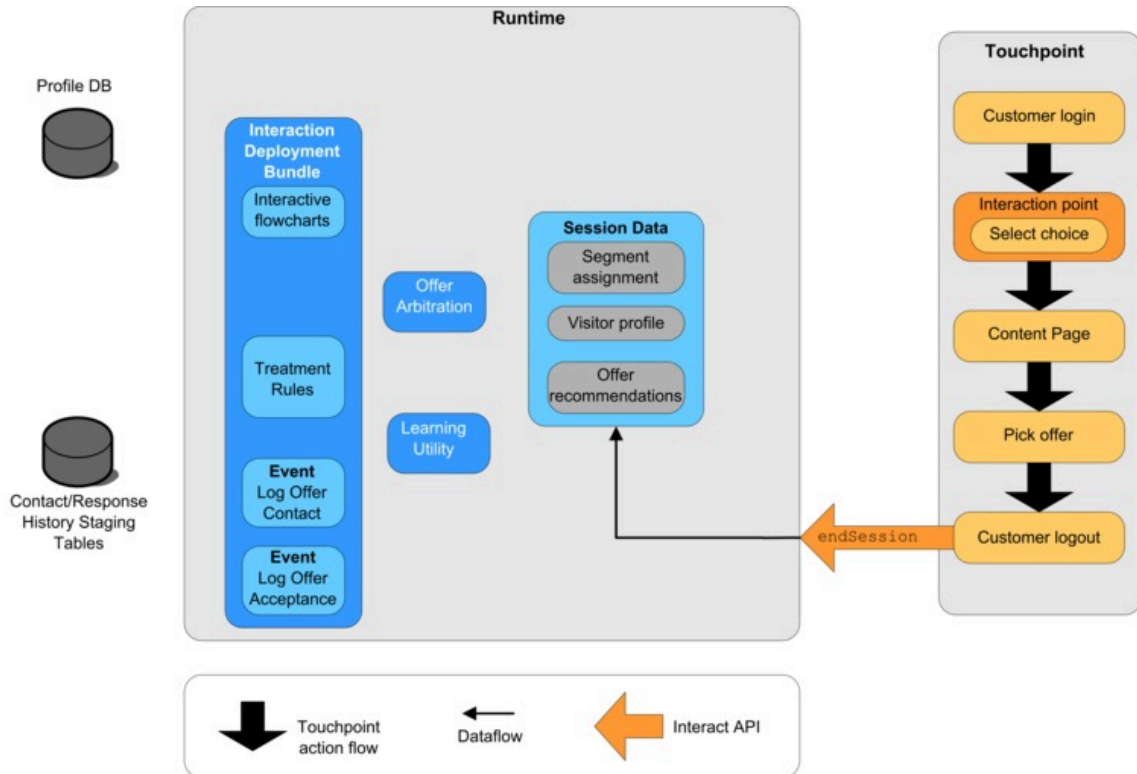 Runtime
Profile DB
Interaction
Deployment
Bundle
Interactive
flowcharts
Treatment
Rules
Event
Log Offer
Contact
Event
Log Offer
Acceptance
Offer
Arbitration
Learning
Utility
Session Data
Segment
assignment
Visitor profile
Offer
recommendations
Contact/Response
History Staging
Tables
endSession
Touchpoint
Customer login
Interaction point
Select choice
Content Page
Pick offer
Customer logout
Touchpoint
action flow
Dataflow
Interact API